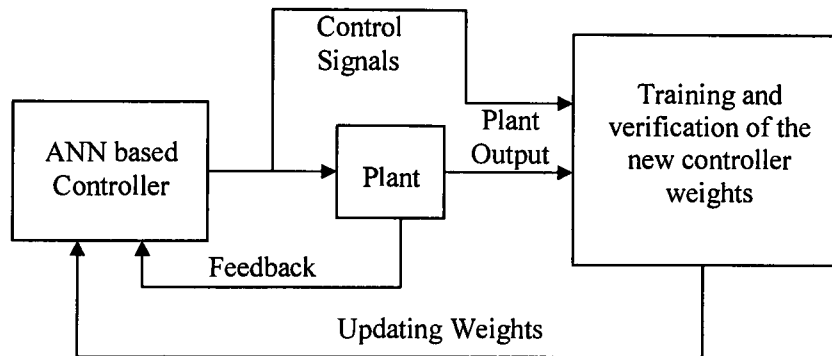 Control
Signals
ANN based
Controller
Plant
Plant
Output
Training and
verification of the
new controller
weights
Feedback
Updating Weights